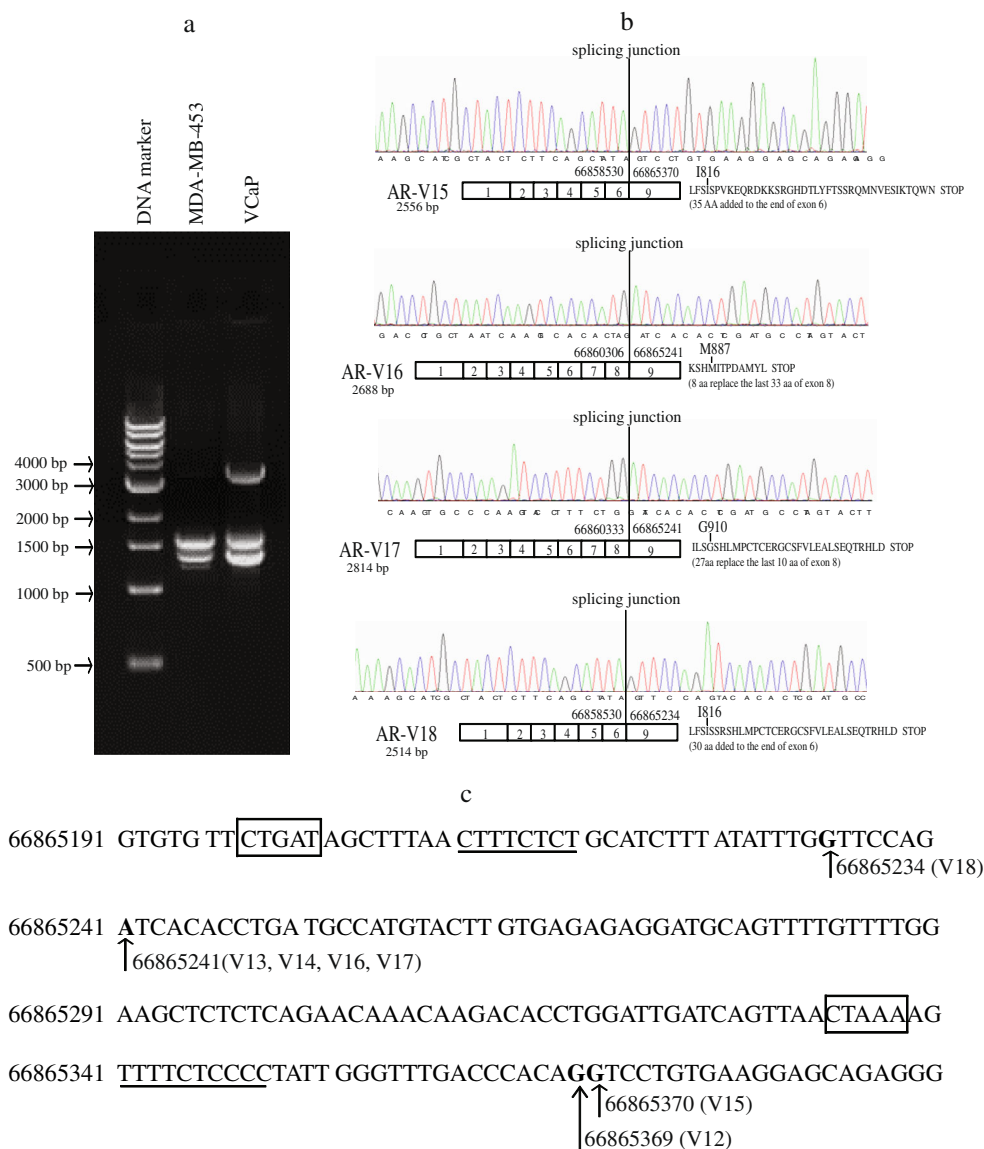 a
DNA marker
MDA-MB-453
VCaP
4000 bp
3000 bp
2000 bp
1500 bp
1000 bp
500 bp
b
splicing junction
A A G C A T C G C T A C T C T T C A G C T A T A G T C C T G T G A A G G A G C A G A A G G
66858530 66865370 I816
AR-V15 1 2 3 4 5 6 9 LFSISPVKEQRDKKSRGHDTLYFTSSRQMNVESIKTQWN STOP
2556 bp (35 AA added to the end of exon 6)
splicing junction
G A C C T G C T A A T C A A G C A C A C T A G A T C A C A C T C G A T G C C T A G T A C T
66860306 66865241 M887
AR-V16 1 2 3 4 5 6 7 8 9 KSHMITPDAMYL STOP
2688 bp (8 aa replace the last 33 aa of exon 8)
splicing junction
C A A G T G C C C A A G T A C C T T T C T G G A T C A C A C T C G A T G C C T A G T A C T T
66860333 66865241 G910
AR-V17 1 2 3 4 5 6 7 8 9 ILSGSHLMPCTCERGCSFVLEALSEQTRHLD STOP
2814 bp (27aa replace the last 10 aa of exon 8)
splicing junction
A A A G C A T C G C T A C T C T T C A G C T A T A G T T C C A G T A C A C A C T C G A T G C C
66858530 66865234 I816
AR-V18 1 2 3 4 5 6 9 LFSISSRSHLMPCTCERGCSFVLEALSEQTRHLD STOP
2514 bp (30 aa dded to the end of exon 6)
c
66865191 GTGTG TT CTGAT AGCTTTAA CTTTCTCT GCATCTTT ATATTTGGTTCCAG
66865234 (V18)
66865241 ATCACACCTGA TGCCATGTACTT GTGAGAGAGGATGCAGTTTTGTTTTGG
66865241(V13, V14, V16, V17)
66865291 AAGCTCTCTCAGAACAAACAAGACACCTGGATTGATCAGTTAACTAAAAG
66865341 TTTTCTCCCCTATT GGGTTTGACCCACAGGTCCTGTGAAGGAGCAGAGGG
66865370 (V15)
66865369 (V12)